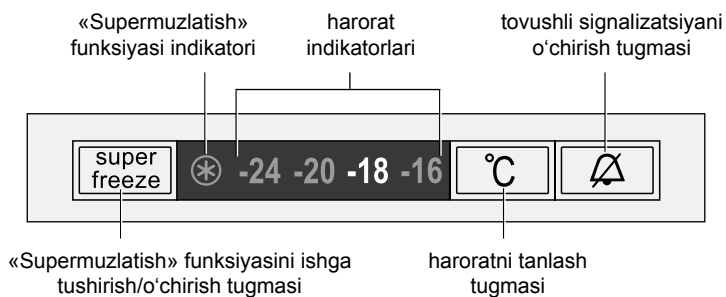 «Supermuzlatish»
funksiyasi indikatori
harorat
indikatorlari
tovushli signalizatsiyani
o‘chirish tugmasi
super
freeze
-24 -20 -18 -16
°C
«Supermuzlatish» funksiyasini ishga
tushirish/o‘chirish tugmasi
haroratni tanlash
tugmasi